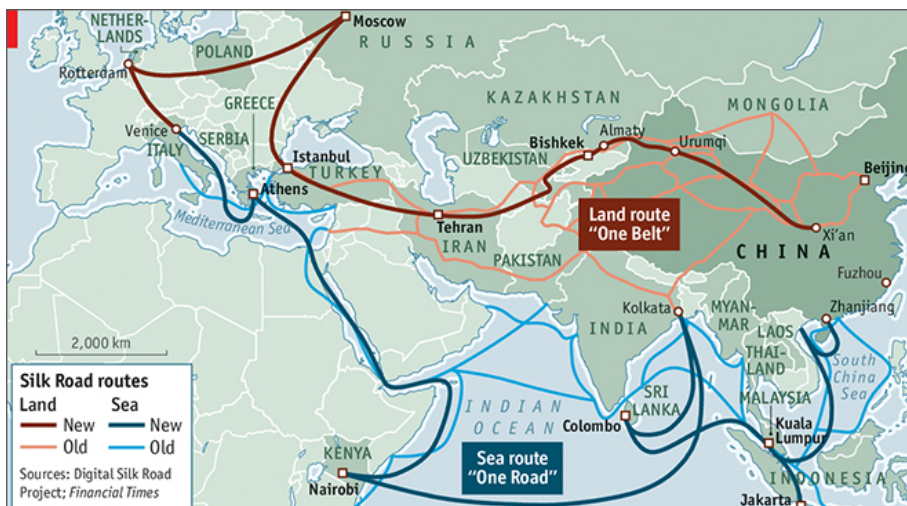 NETHER-
LANDS
Moscow
RUSSIA
POLAND
Rotterdam
KAZAKHSTAN
MONGOLIA
GREECE
Venice
ITALY
SERBIA
Bishkek
Almaty
Urumqi
Istanbul
TURKEY
UZBEKISTAN
Beijing
Athens
Mediterranean Sea
Tehran
IRAN
Land route
"One Belt"
Xi'an
CHINA
PAKISTAN
Fuzhou
Kolkata
Zhanjiang
INDIA
MYAN-
MAR
LAOS
THAI-
LAND
South
China
Sea
2,000 km
Silk Road routes
Land Sea
New New
Old Old
Sources: Digital Silk Road
Project; Financial Times
INDIAN
OCEAN
SRI
LANKA
Colombo
MALAYSIA
Kuala
Lumpur
KENYA
Nairobi
Sea route
"One Road"
INDONESIA
Jakarta